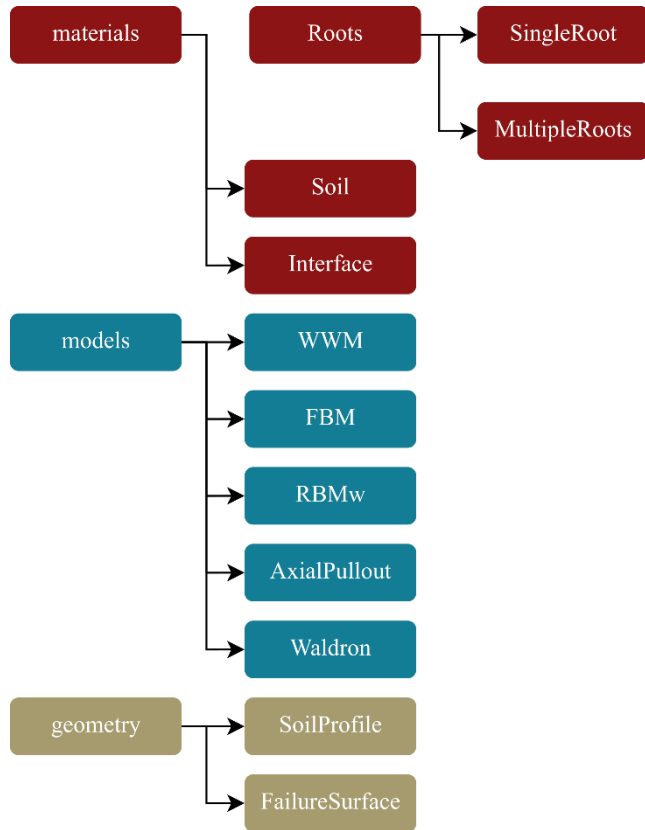 materials
Roots
SingleRoot
MultipleRoots
Soil
Interface
models
WWM
FBM
RBMw
AxialPullout
Waldron
geometry
SoilProfile
FailureSurface